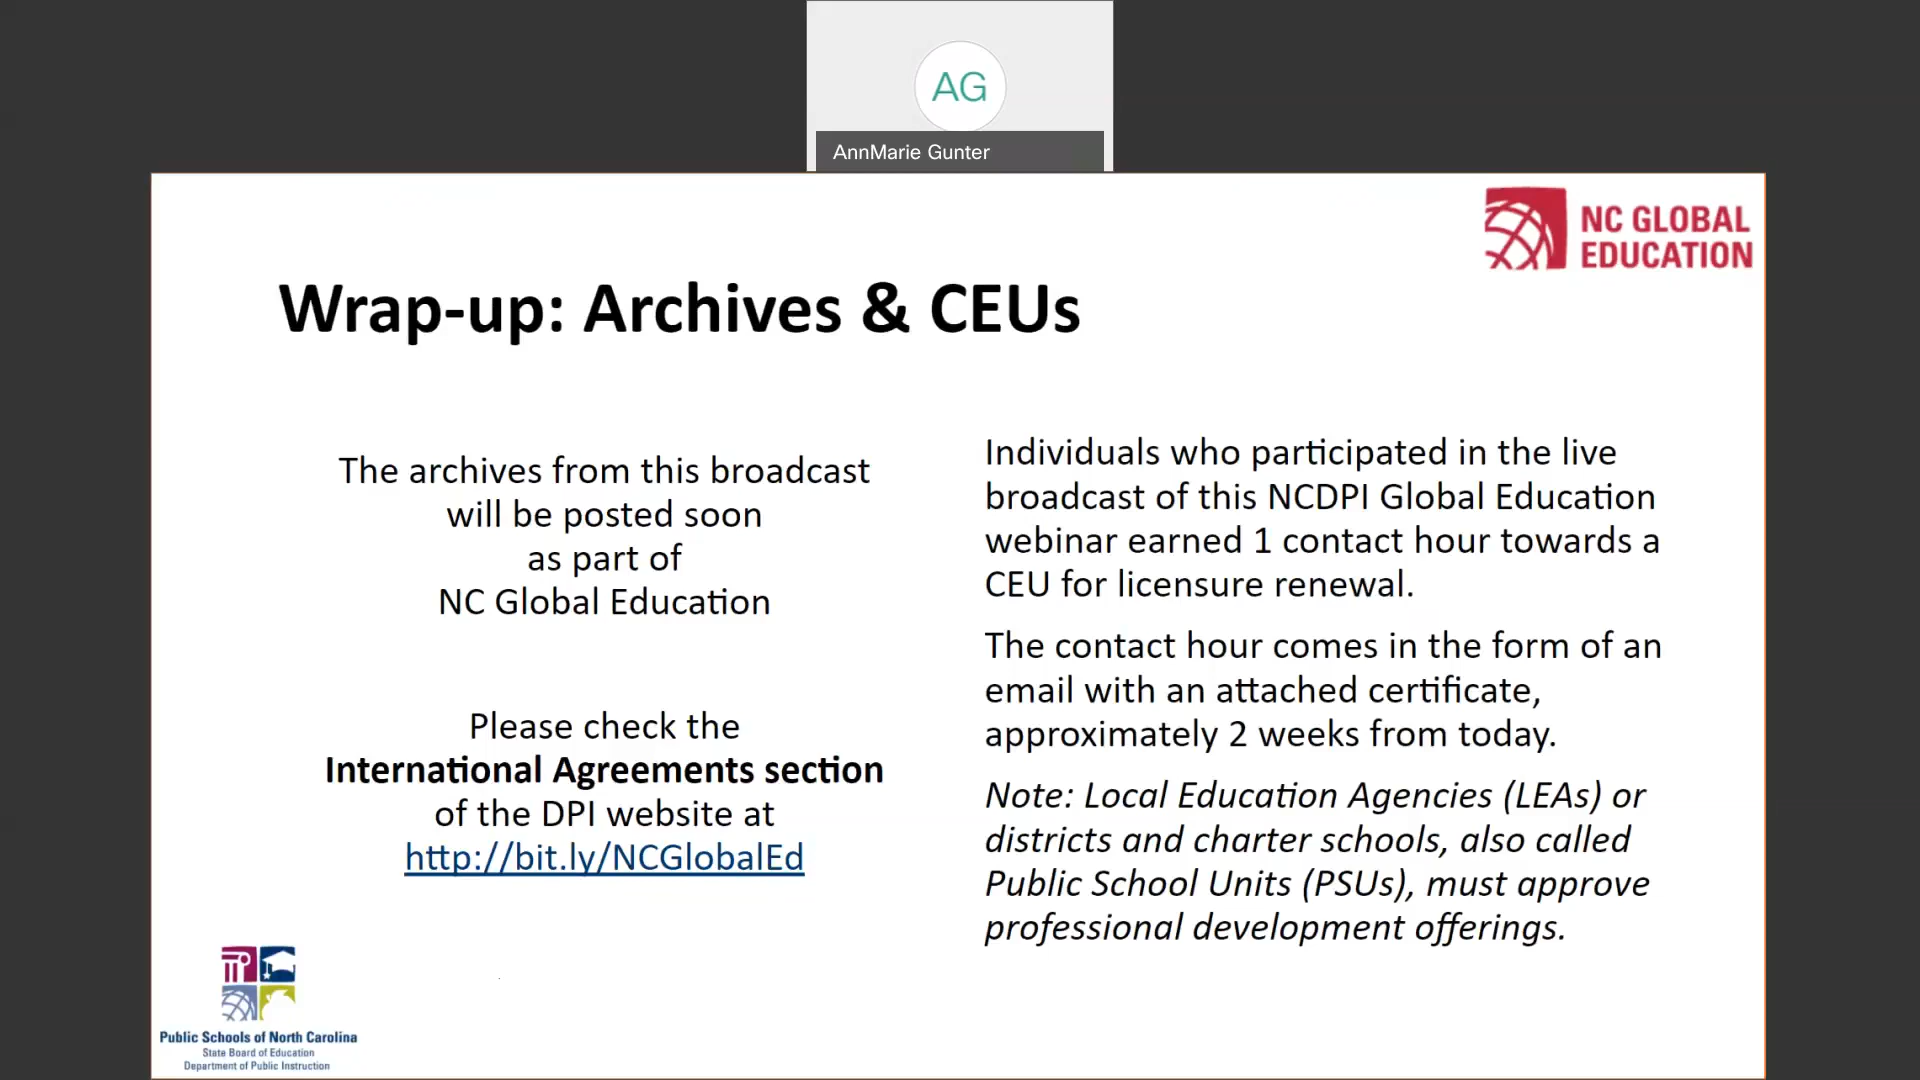 AG
AnnMarie Gunter
NC GLOBAL
EDUCATION
Wrap-up: Archives & CEUs
The archives from this broadcast
will be posted soon
as part of
NC Global Education
Please check the
International Agreements section
of the DPI website at
http://bit.ly/NCGlobalEd
Individuals who participated in the live
broadcast of this NCDPI Global Education
webinar earned 1 contact hour towards a
CEU for licensure renewal.
The contact hour comes in the form of an
email with an attached certificate,
approximately 2 weeks from today.
Note: Local Education Agencies (LEAs) or
districts and charter schools, also called
Public School Units (PSUs), must approve
professional development offerings.
Public Schools of North Carolina
State Board of Education
Department of Public Instruction